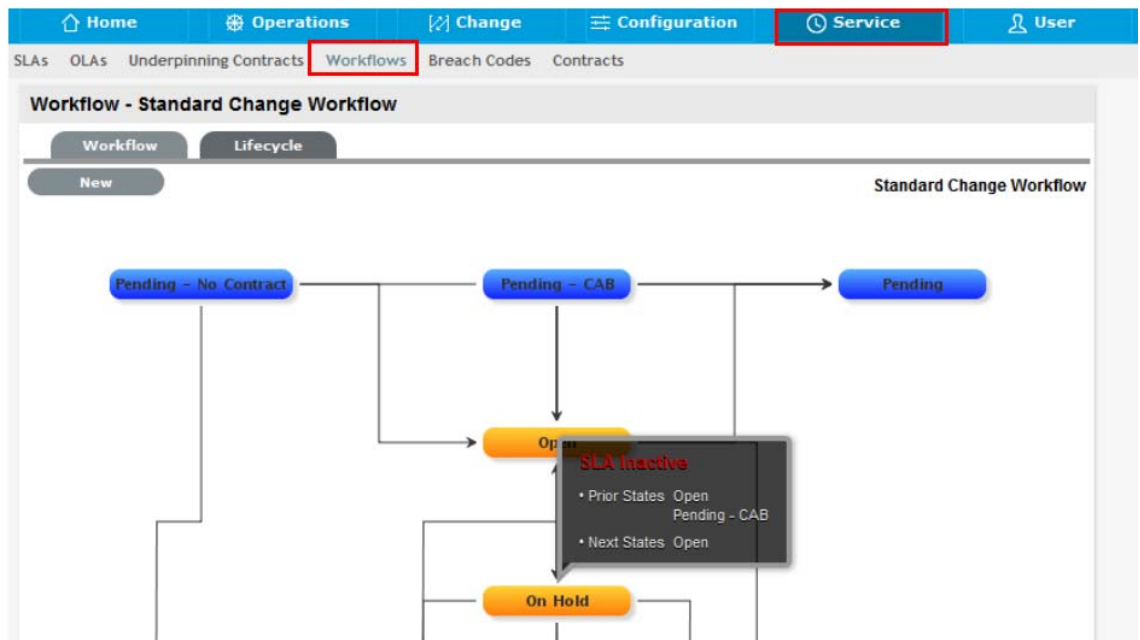 Home Operations Change Configuration Service User
SLAs OLAs Underpinning Contracts Workflows Breach Codes Contracts
Workflow - Standard Change Workflow
Workflow Lifecycle
New
Standard Change Workflow
Pending - No Contract Pending - CAB Pending
Open
SLA Inactive
• Prior States Open
Pending - CAB
• Next States Open
On Hold